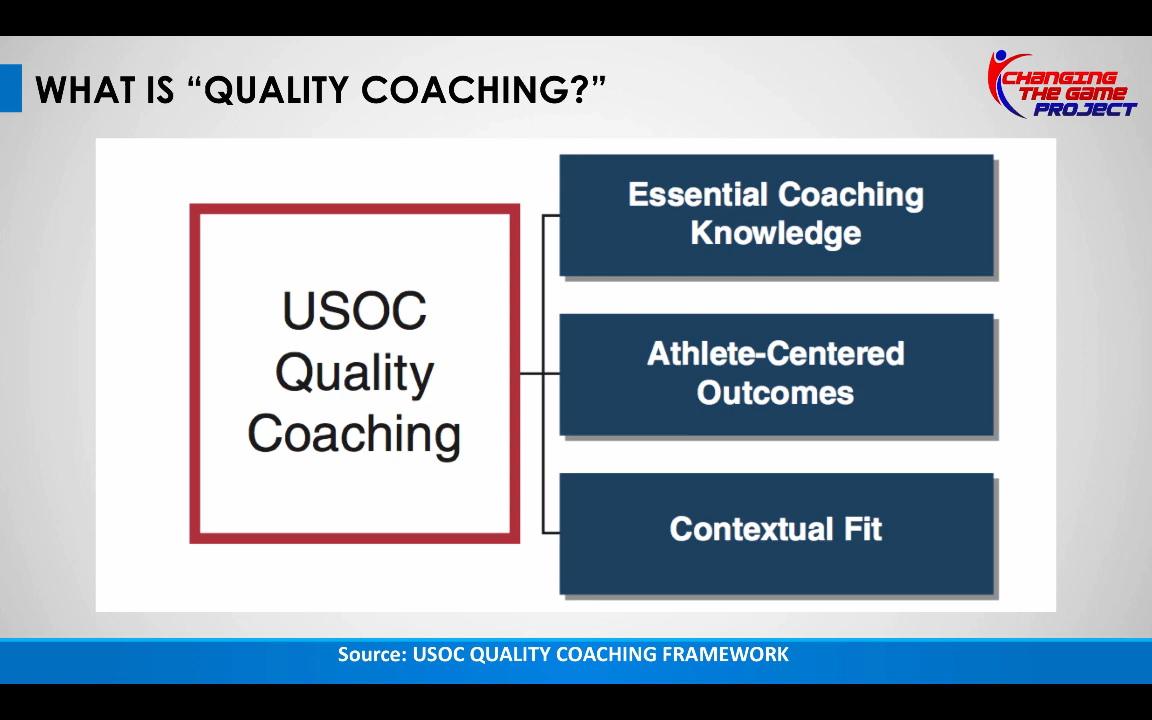 WHAT IS “QUALITY COACHING?”
CHANGING
THE GAME
PROJECT
USOC
Quality
Coaching
Essential Coaching
Knowledge
Athlete-Centered
Outcomes
Contextual Fit
Source: USOC QUALITY COACHING FRAMEWORK